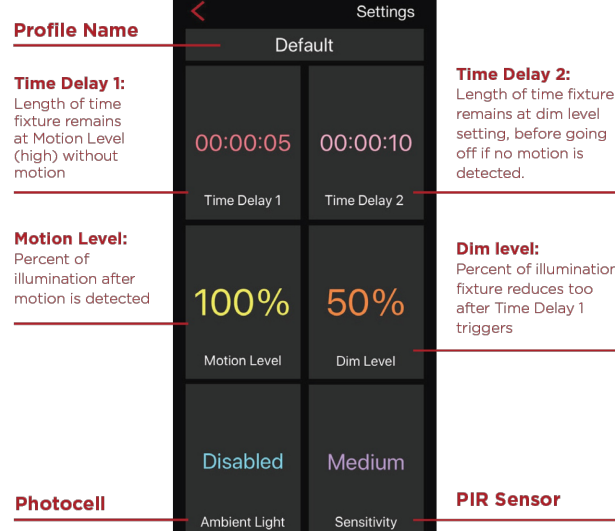 Settings
Profile Name
Default
Time Delay 1:
Length of time
fixture remains
at Motion Level
(high) without
motion
00:00:05
Time Delay 1
00:00:10
Time Delay 2
Time Delay 2:
Length of time fixture
remains at dim level
setting, before going
off if no motion is
detected.
Motion Level:
Percent of
illumination after
motion is detected
100%
Motion Level
50%
Dim Level
Dim level:
Percent of illumination
fixture reduces too
after Time Delay 1
triggers
Photocell
Disabled
Ambient Light
Medium
Sensitivity
PIR Sensor